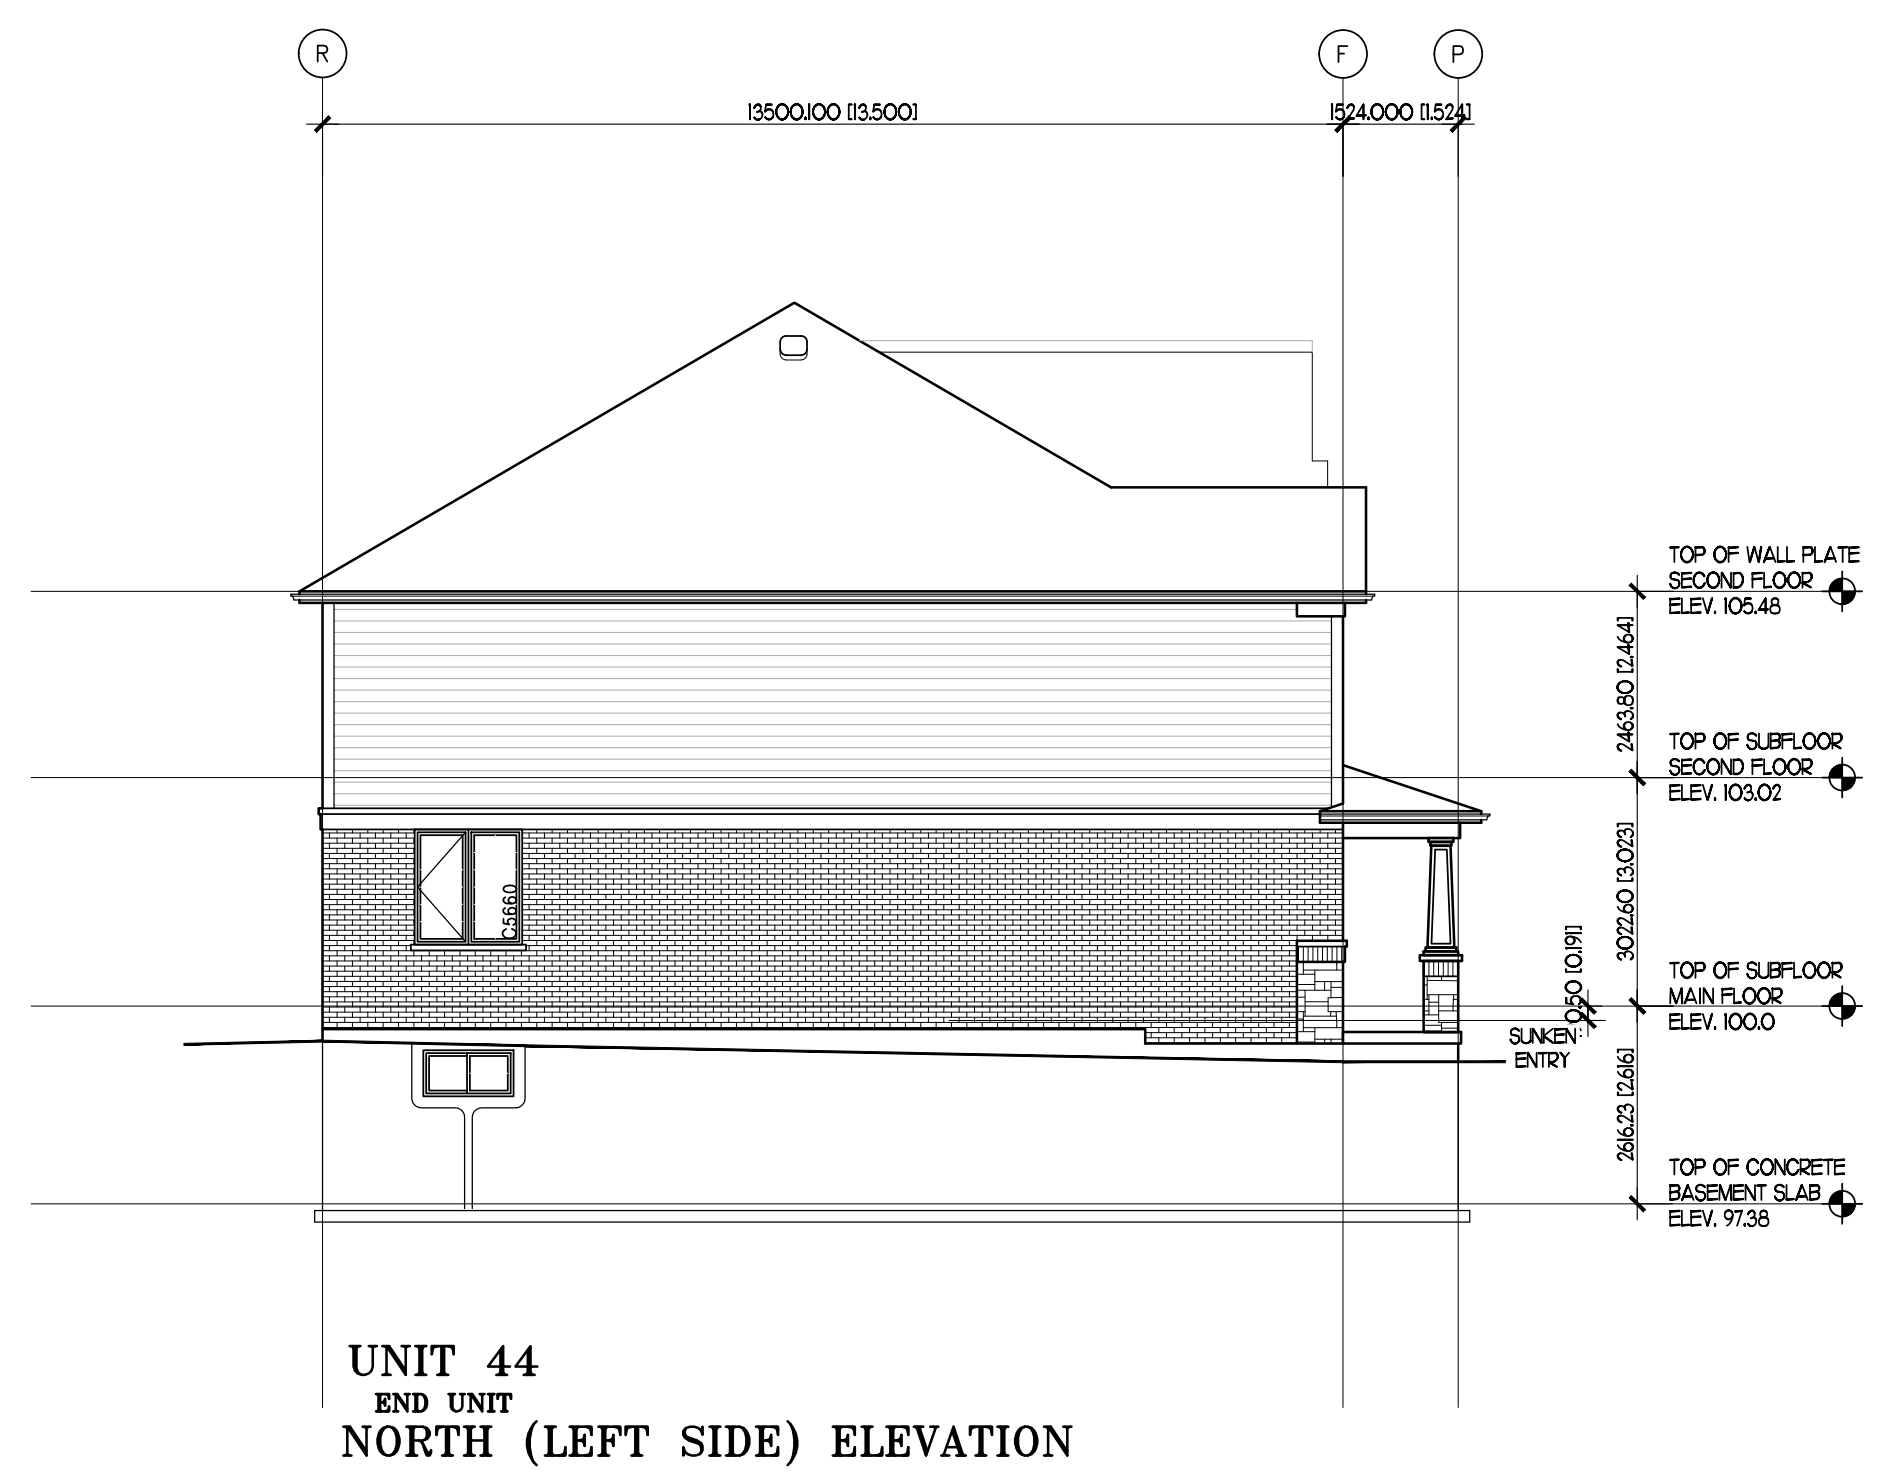 R
F
P
13500.100 [13.500]
1524.000 [1.524]
TOP OF WALL PLATE
SECOND FLOOR
ELEV. 105.48
2463.80 [2.464]
TOP OF SUBFLOOR
SECOND FLOOR
ELEV. 103.02
3022.60 [3.023]
C5660
TOP OF SUBFLOOR
MAIN FLOOR
ELEV. 100.0
[0.191]
SUNKEN
ENTRY
2616.23 [2.616]
TOP OF CONCRETE
BASEMENT SLAB
ELEV. 97.38
UNIT 44
END UNIT
NORTH (LEFT SIDE) ELEVATION